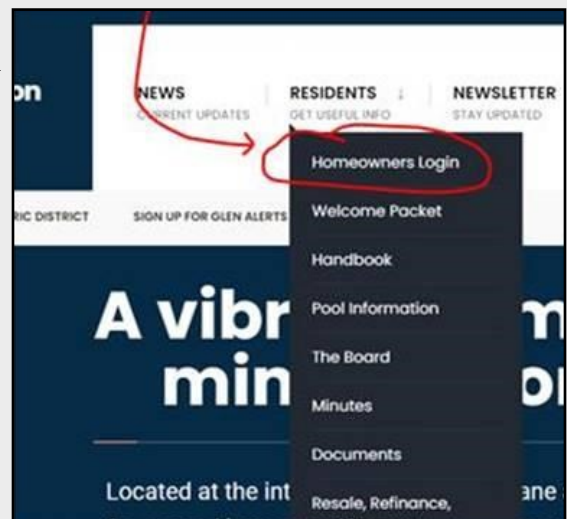 on
NEWS
CURRENT UPDATES
RESIDENTS ↓
GET USEFUL INFO
NEWSLETTER
STAY UPDATED
Homeowners Login
Welcome Packet
Handbook
Pool Information
The Board
Minutes
Documents
Resale, Refinance,
RIC DISTRICT
SIGN UP FOR GLEN ALERTS
A vibr
min
Located at the int
ane